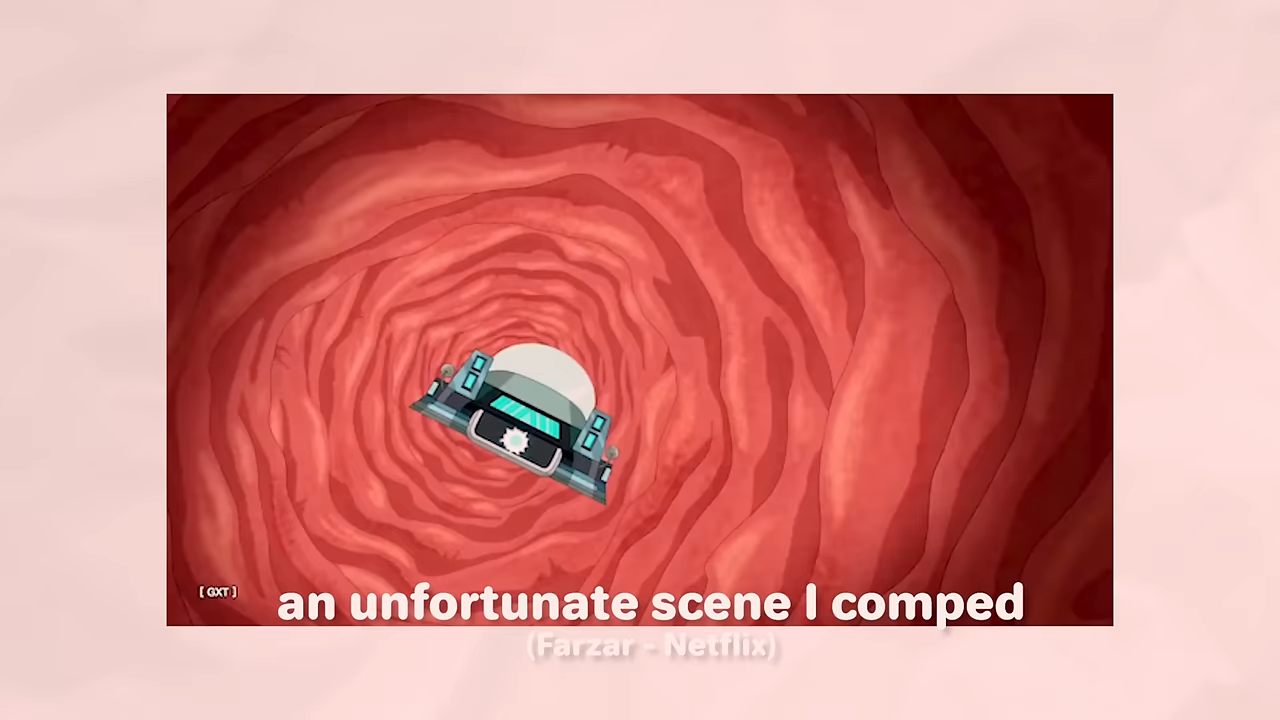 [ GXT ]
an unfortunate scene I comped
(Farzar - Netflix)